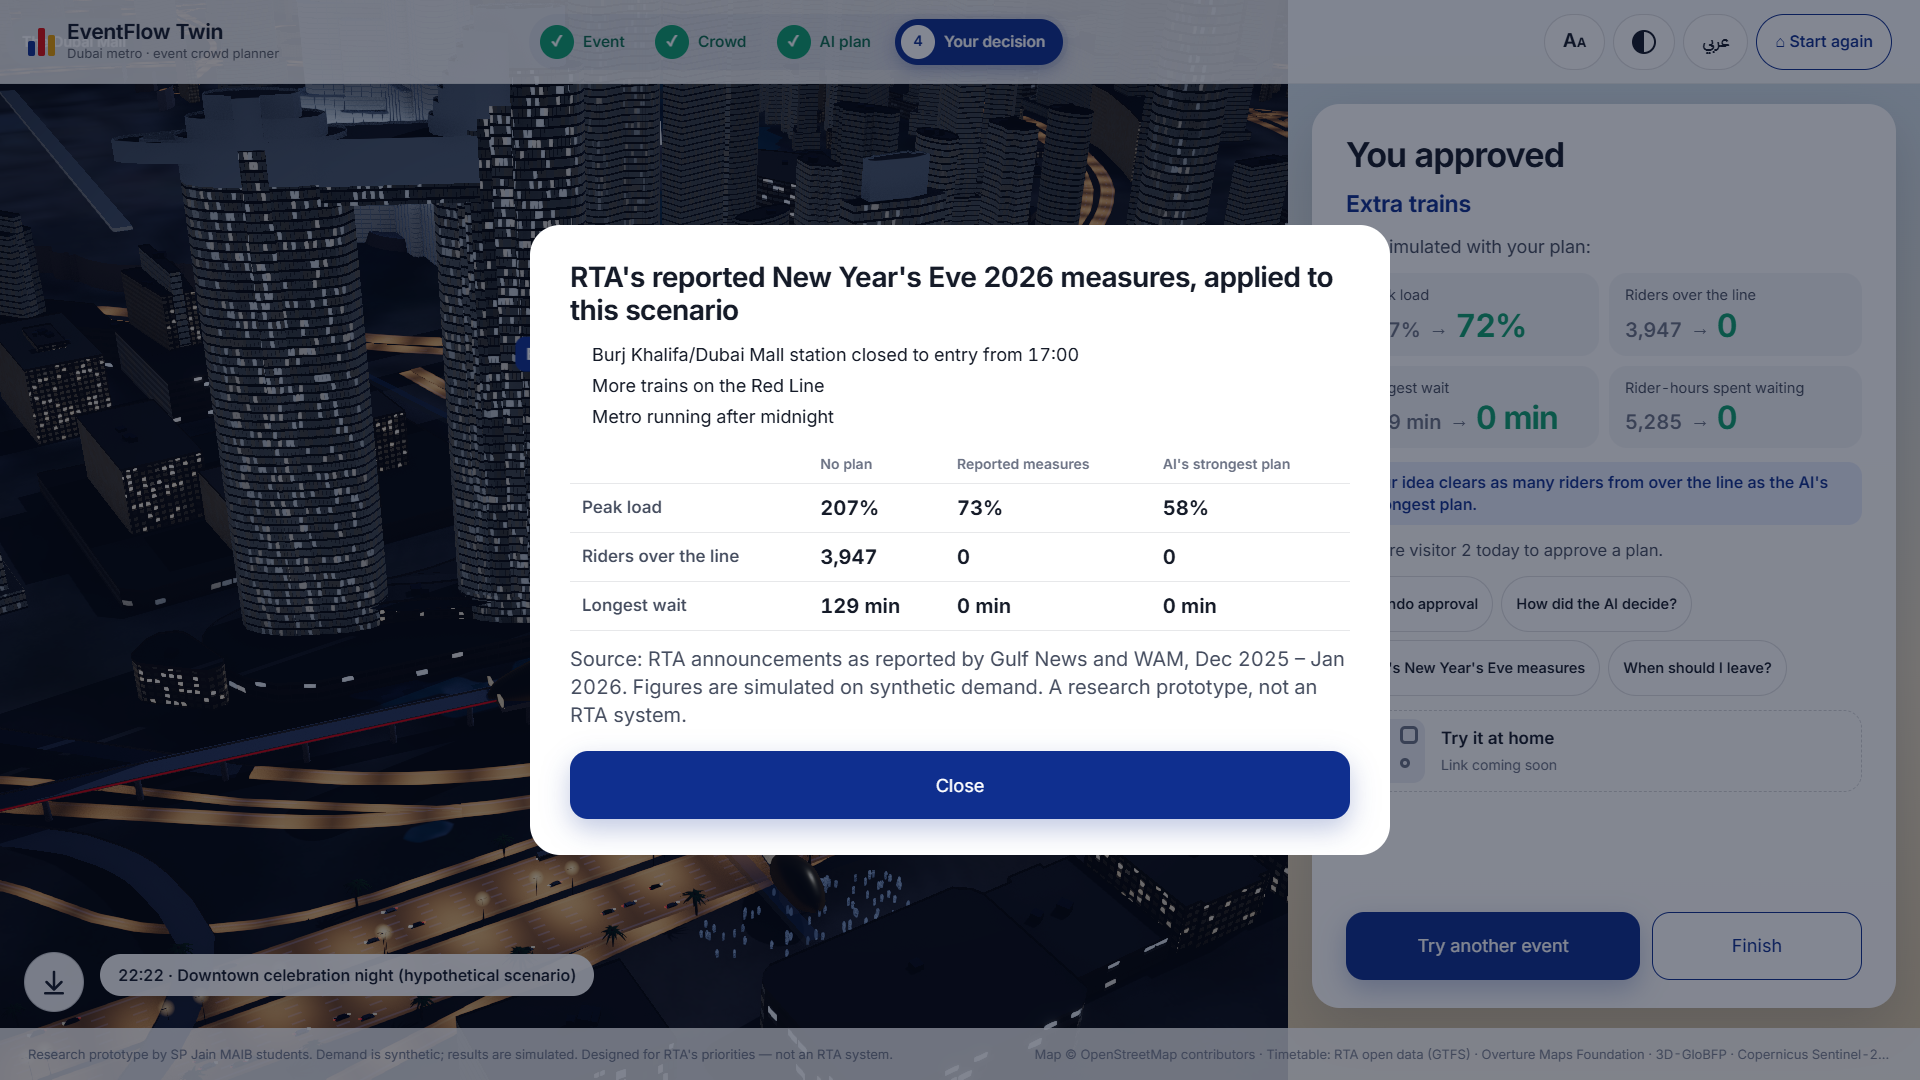 EventFlow Twin
Dubai metro · event crowd planner
Event
Crowd
AI plan
4 Your decision
AA
عربي
Start again
You approved
Extra trains
imulated with your plan:
k load
7% → 72%
Riders over the line
3,947 → 0
gest wait
9 min → 0 min
Rider-hours spent waiting
5,285 → 0
r idea clears as many riders from over the line as the AI's
ngest plan.
re visitor 2 today to approve a plan.
ndo approval
How did the AI decide?
's New Year's Eve measures
When should I leave?
Try it at home
Link coming soon
Try another event
Finish
RTA's reported New Year's Eve 2026 measures, applied to
this scenario
Burj Khalifa/Dubai Mall station closed to entry from 17:00
More trains on the Red Line
Metro running after midnight
No plan Reported measures AI's strongest plan
Peak load 207% 73% 58%
Riders over the line 3,947 0 0
Longest wait 129 min 0 min 0 min
Source: RTA announcements as reported by Gulf News and WAM, Dec 2025 – Jan
2026. Figures are simulated on synthetic demand. A research prototype, not an
RTA system.
Close
22:22 · Downtown celebration night (hypothetical scenario)
Research prototype by SP Jain MAIB students. Demand is synthetic; results are simulated. Designed for RTA's priorities — not an RTA system.
Map © OpenStreetMap contributors · Timetable: RTA open data (GTFS) · Overture Maps Foundation · 3D-GloBFP · Copernicus Sentinel-2...